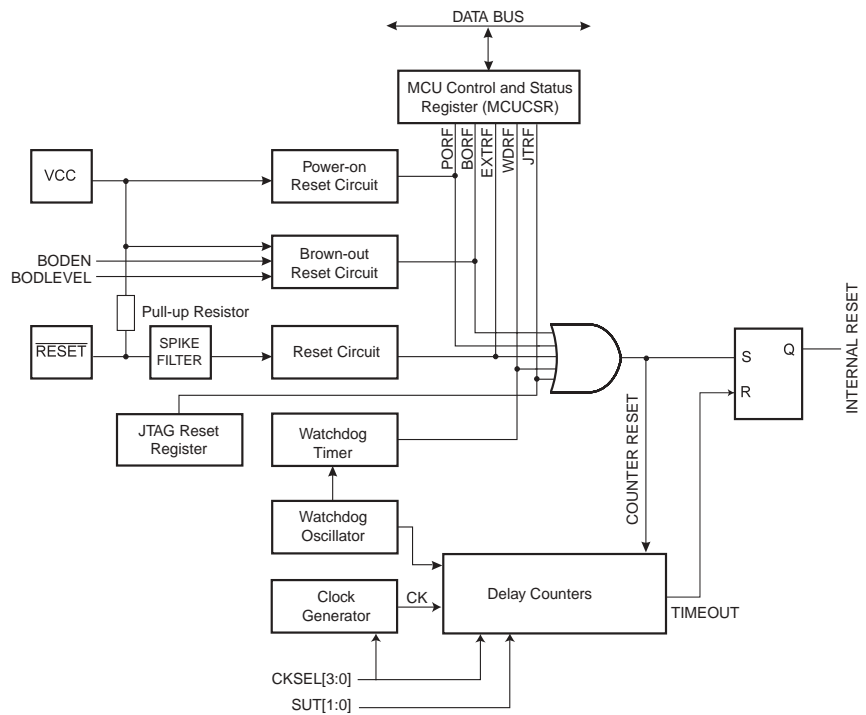 DATA BUS
MCU Control and Status
Register (MCUCSR)
PORF
BORF
EXTRF
WDRF
JTRF
VCC
Power-on
Reset Circuit
BODEN
BODLEVEL
Brown-out
Reset Circuit
Pull-up Resistor
RESET
SPIKE
FILTER
Reset Circuit
S
Q
R
INTERNAL RESET
JTAG Reset
Register
Watchdog
Timer
COUNTER RESET
Watchdog
Oscillator
Clock
Generator
CK
Delay Counters
TIMEOUT
CKSEL[3:0]
SUT[1:0]